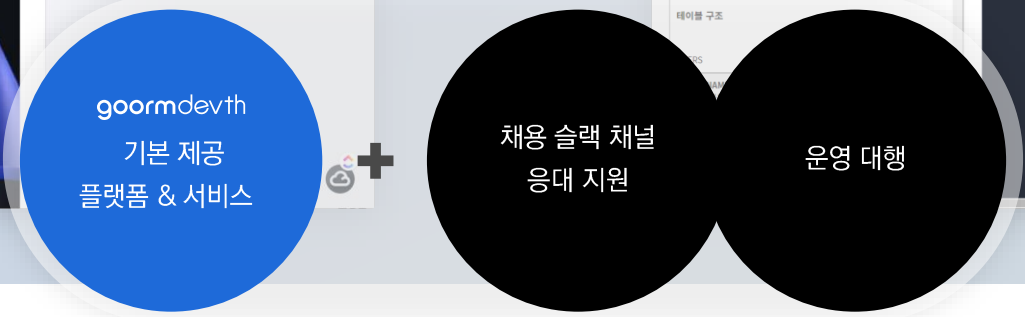 테이블 구조
goormdevth
기본 제공
플랫폼 & 서비스
채용 슬랙 채널
응대 지원
운영 대행